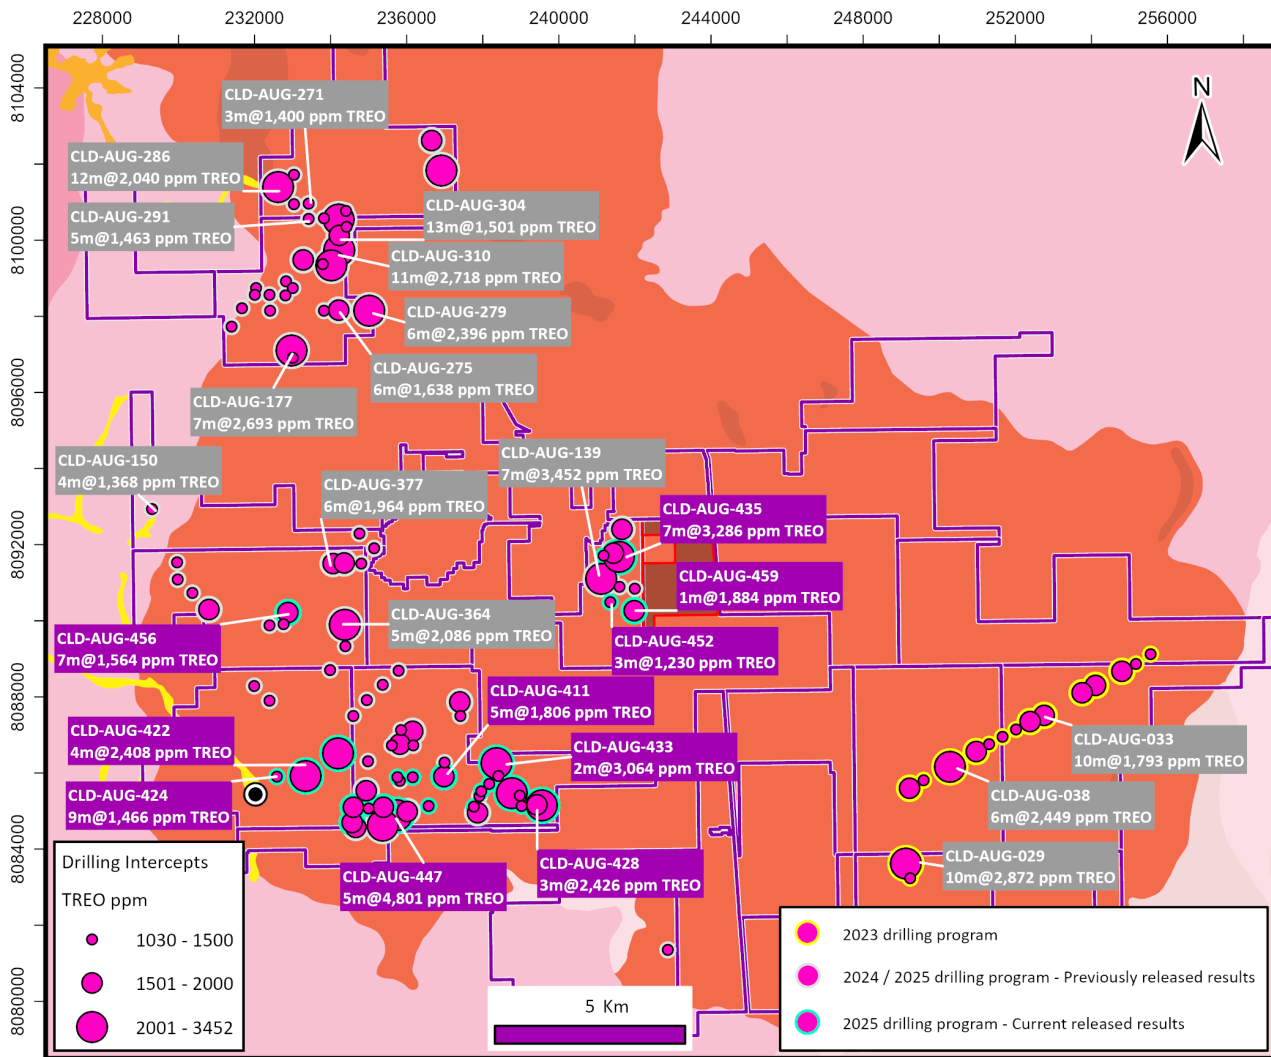 228000
232000
236000
240000
244000
248000
252000
256000
8104000
8100000
8096000
8092000
8088000
8084000
8080000
N
CLD-AUG-271
3m@1,400 ppm TREO
CLD-AUG-286
12m@2,040 ppm TREO
CLD-AUG-291
5m@1,463 ppm TREO
CLD-AUG-304
13m@1,501 ppm TREO
CLD-AUG-310
11m@2,718 ppm TREO
CLD-AUG-279
6m@2,396 ppm TREO
CLD-AUG-275
6m@1,638 ppm TREO
CLD-AUG-177
7m@2,693 ppm TREO
CLD-AUG-150
4m@1,368 ppm TREO
CLD-AUG-377
6m@1,964 ppm TREO
CLD-AUG-139
7m@3,452 ppm TREO
CLD-AUG-435
7m@3,286 ppm TREO
CLD-AUG-459
1m@1,884 ppm TREO
CLD-AUG-364
5m@2,086 ppm TREO
CLD-AUG-456
7m@1,564 ppm TREO
CLD-AUG-452
3m@1,230 ppm TREO
CLD-AUG-411
5m@1,806 ppm TREO
CLD-AUG-422
4m@2,408 ppm TREO
CLD-AUG-433
2m@3,064 ppm TREO
CLD-AUG-033
10m@1,793 ppm TREO
CLD-AUG-424
9m@1,466 ppm TREO
CLD-AUG-038
6m@2,449 ppm TREO
CLD-AUG-428
3m@2,426 ppm TREO
CLD-AUG-029
10m@2,872 ppm TREO
CLD-AUG-447
5m@4,801 ppm TREO
Drilling Intercepts
TREO ppm
1030 - 1500
1501 - 2000
2001 - 3452
5 Km
2023 drilling program
2024 / 2025 drilling program - Previously released results
2025 drilling program - Current released results